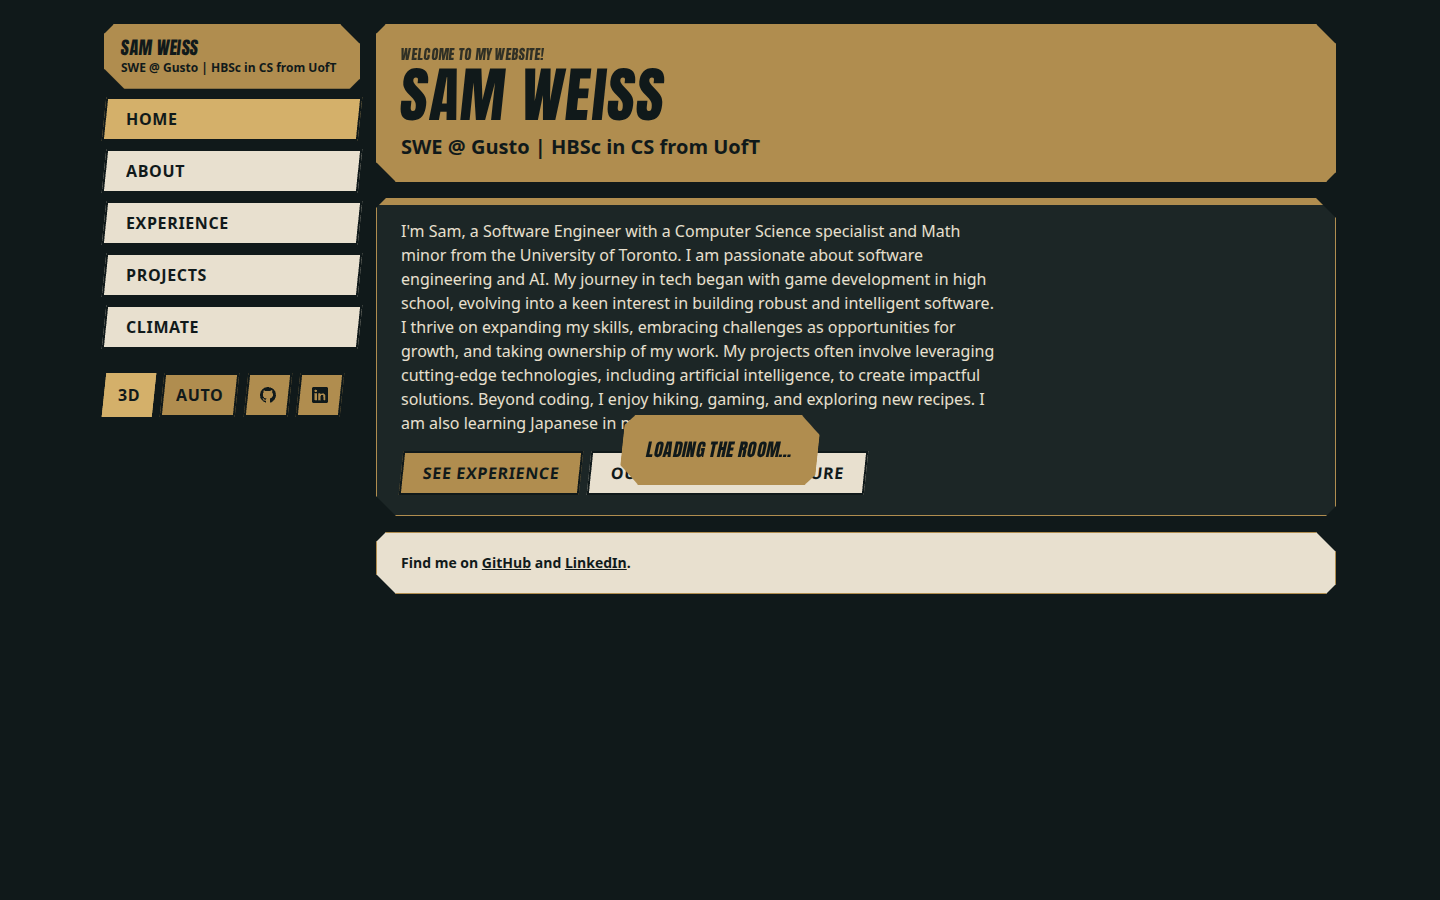 SAM WEISS
SWE @ Gusto | HBSc in CS from UofT
HOME
ABOUT
EXPERIENCE
PROJECTS
CLIMATE
3D
AUTO
WELCOME TO MY WEBSITE!
SAM WEISS
SWE @ Gusto | HBSc in CS from UofT
I'm Sam, a Software Engineer with a Computer Science specialist and Math
minor from the University of Toronto. I am passionate about software
engineering and AI. My journey in tech began with game development in high
school, evolving into a keen interest in building robust and intelligent software.
I thrive on expanding my skills, embracing challenges as opportunities for
growth, and taking ownership of my work. My projects often involve leveraging
cutting-edge technologies, including artificial intelligence, to create impactful
solutions. Beyond coding, I enjoy hiking, gaming, and exploring new recipes. I
am also learning Japanese in
LOADING THE ROOM...
SEE EXPERIENCE
Find me on GitHub and LinkedIn.